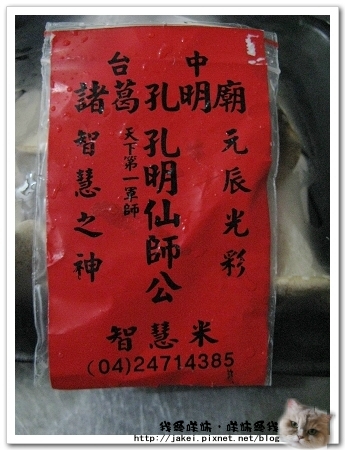 台中
諸葛孔明廟
元辰光彩
孔明仙師公
天下第一軍師
智慧之神
智慧米
(04)24714385
http://jakei.pixnet.net/blog